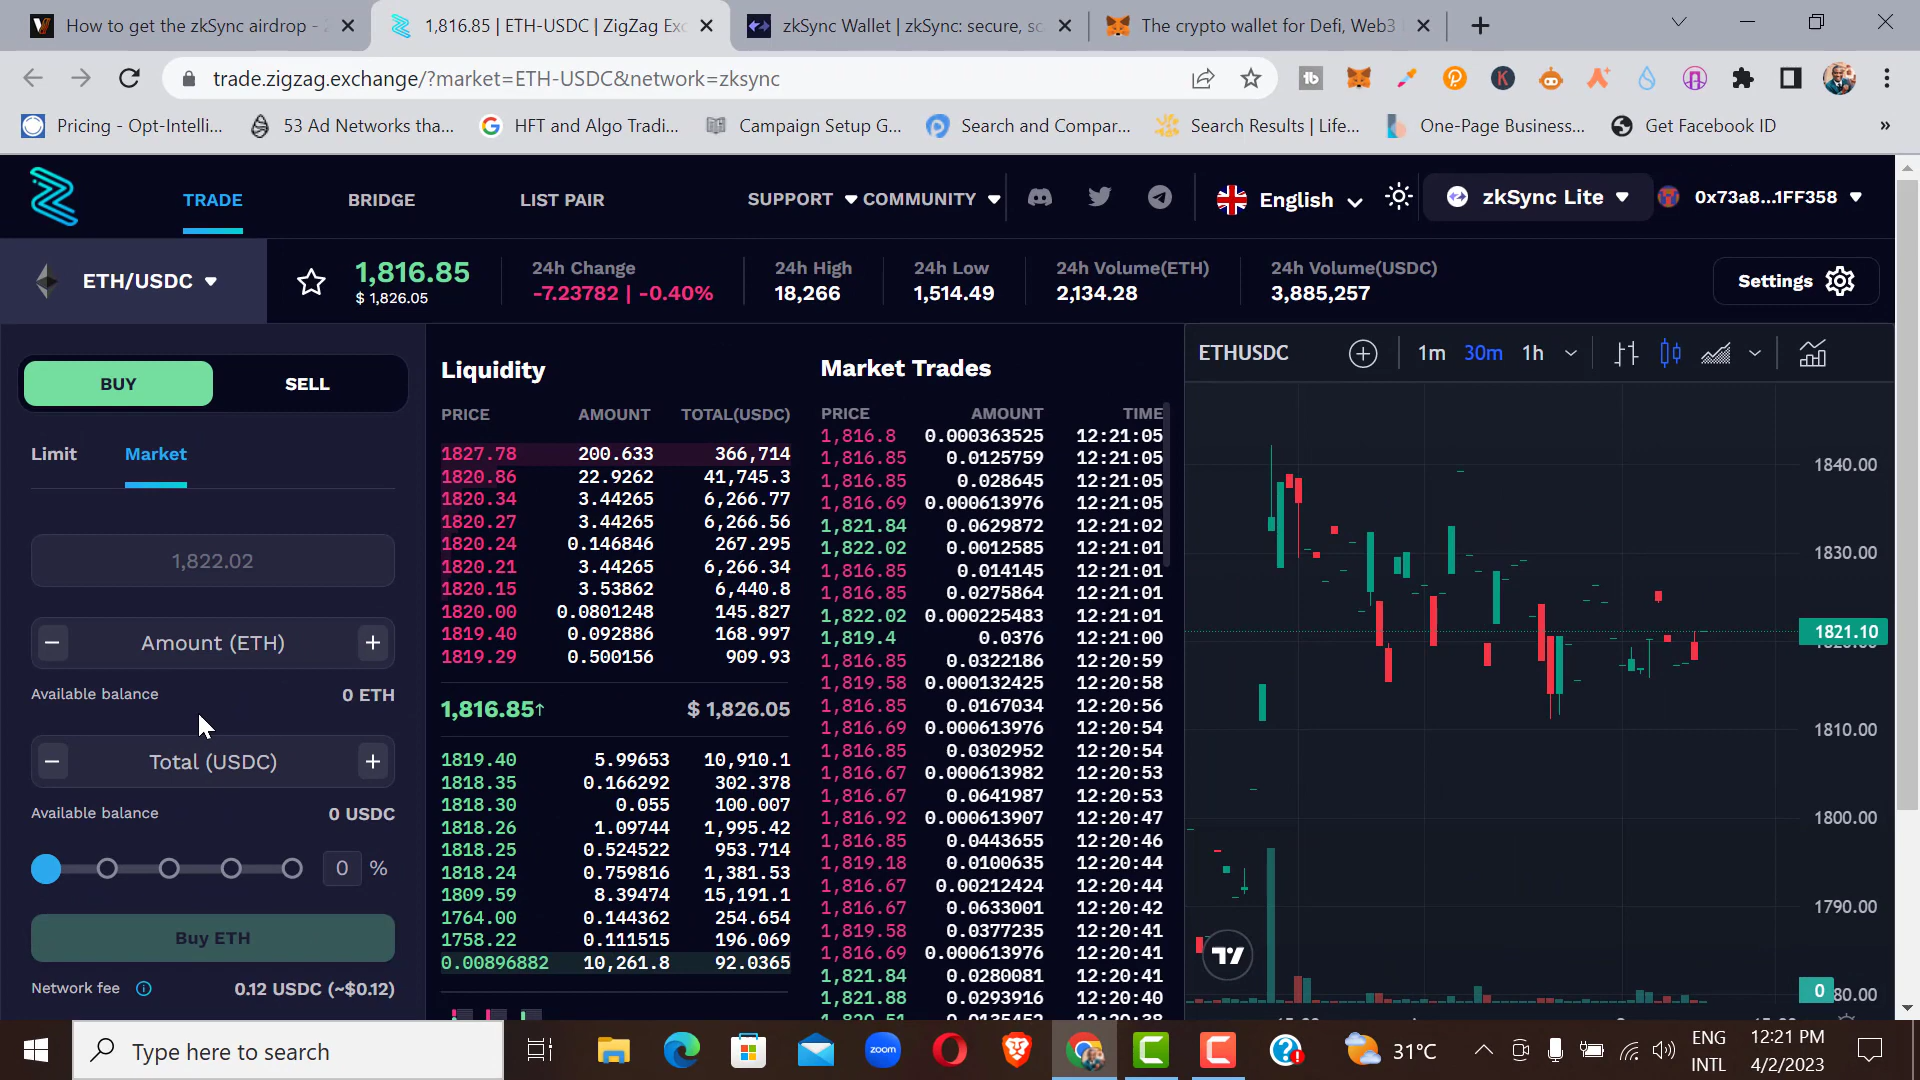 How to get the zkSync airdrop -
1,816.85 | ETH-USDC | ZigZag Exc
zkSync Wallet | zkSync: secure, sc
The crypto wallet for Defi, Web3
trade.zigzag.exchange/?market=ETH-USDC&network=zksync
Pricing - Opt-Intelli...
53 Ad Networks tha...
HFT and Algo Tradi...
Campaign Setup G...
Search and Compar...
Search Results | Life...
One-Page Business...
Get Facebook ID
TRADE
BRIDGE
LIST PAIR
SUPPORT
COMMUNITY
English
zkSync Lite
0x73a8...1FF358
ETH/USDC
1,816.85
$ 1,826.05
24h Change
-7.23782 | -0.40%
24h High
18,266
24h Low
1,514.49
24h Volume(ETH)
2,134.28
24h Volume(USDC)
3,885,257
Settings
BUY
SELL
Limit
Market
1,822.02
Amount (ETH)
Available balance
0 ETH
Total (USDC)
Available balance
0 USDC
0 %
Buy ETH
Network fee
0.12 USDC (~$0.12)
Liquidity
PRICE AMOUNT TOTAL(USDC)
1827.78 200.633 366,714
1820.86 22.9262 41,745.3
1820.34 3.44265 6,266.77
1820.27 3.44265 6,266.56
1820.24 0.146846 267.295
1820.21 3.44265 6,266.34
1820.15 3.53862 6,440.8
1820.00 0.0801248 145.827
1819.40 0.092886 168.997
1819.29 0.500156 909.93
1,816.85↑ $ 1,826.05
1819.40 5.99653 10,910.1
1818.35 0.166292 302.378
1818.30 0.055 100.007
1818.26 1.09744 1,995.42
1818.25 0.524522 953.714
1818.24 0.759816 1,381.53
1809.59 8.39474 15,191.1
1764.00 0.144362 254.654
1758.22 0.111515 196.069
0.00896882 10,261.8 92.0365
Market Trades
PRICE AMOUNT TIME
1,816.8 0.000363525 12:21:05
1,816.85 0.0125759 12:21:05
1,816.85 0.028645 12:21:05
1,816.69 0.000613976 12:21:05
1,821.84 0.0629872 12:21:02
1,822.02 0.0012585 12:21:01
1,816.85 0.014145 12:21:01
1,816.85 0.0275864 12:21:01
1,822.02 0.000225483 12:21:01
1,819.4 0.0376 12:21:00
1,816.85 0.0322186 12:20:59
1,819.58 0.000132425 12:20:58
1,816.85 0.0167034 12:20:56
1,816.69 0.000613976 12:20:54
1,816.85 0.0302952 12:20:54
1,816.67 0.000613982 12:20:53
1,816.67 0.0641987 12:20:53
1,816.92 0.000613907 12:20:47
1,816.85 0.0443655 12:20:46
1,819.18 0.0100635 12:20:44
1,816.67 0.00212424 12:20:44
1,816.67 0.0633001 12:20:42
1,819.58 0.0377235 12:20:41
1,816.69 0.000613976 12:20:41
1,821.84 0.0280081 12:20:41
1,821.88 0.0293916 12:20:40
ETHUSDC
1m 30m 1h
1840.00
1830.00
1821.10
1810.00
1800.00
1790.00
0
80.00
Type here to search
zoom
31°C
ENG
INTL
12:21 PM
4/2/2023